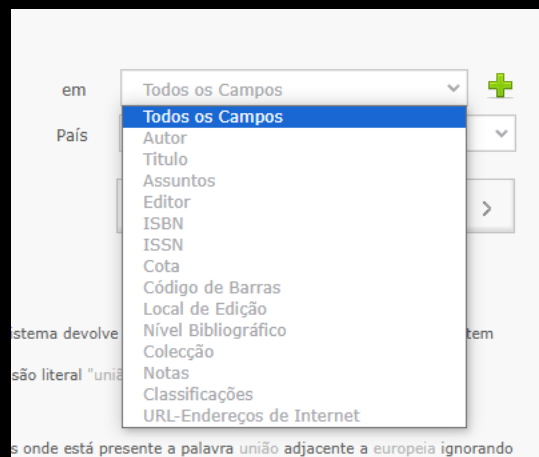 em Todos os Campos
Todos os Campos
País
Autor
Titulo
Assuntos
Editor
ISBN
ISSN
Cota
Código de Barras
Local de Edição
istema devolve Nível Bibliográfico tem
Colecção
são literal "uniã Notas
Classificações
URL-Endereços de Internet
s onde está presente a palavra união adjacente a europeia ignorando